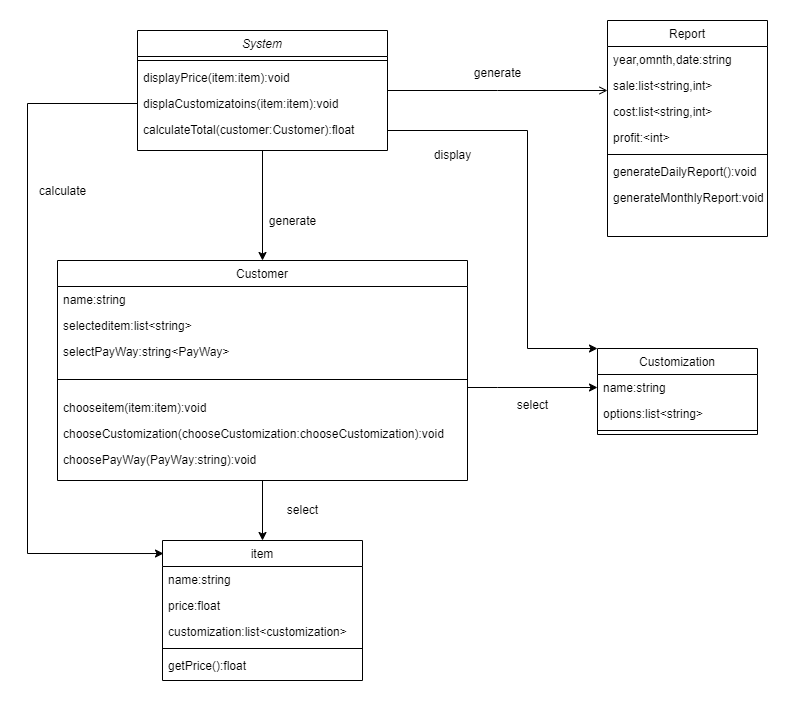 System
displayPrice(item:item):void
displaCustomizatoins(item:item):void
calculateTotal(customer:Customer):float
generate
Report
year,omnth,date:string
sale:list<string,int>
cost:list<string,int>
profit:<int>
generateDailyReport():void
generateMonthlyReport:void
display
calculate
generate
Customer
name:string
selecteditem:list<string>
selectPayWay:string<PayWay>
chooseitem(item:item):void
chooseCustomization(chooseCustomization:chooseCustomization):void
choosePayWay(PayWay:string):void
select
Customization
name:string
options:list<string>
select
item
name:string
price:float
customization:list<customization>
getPrice():float